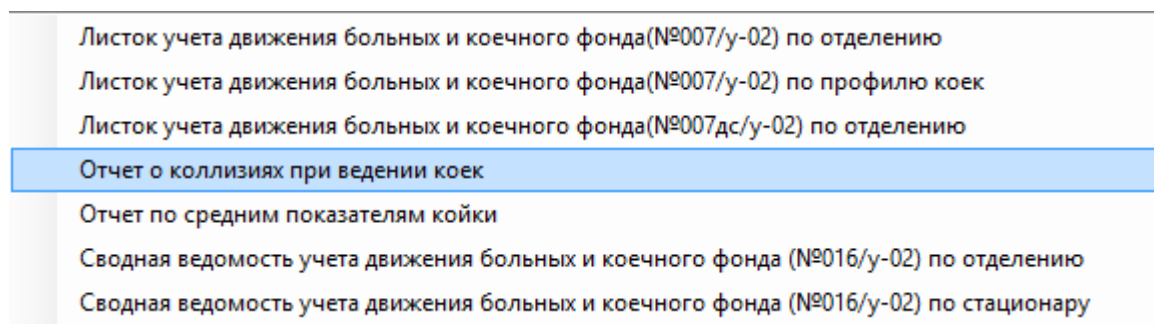 Листок учета движения больных и коечного фонда(№007/у-02) по отделению
Листок учета движения больных и коечного фонда(№007/у-02) по профилю коек
Листок учета движения больных и коечного фонда(№007дс/у-02) по отделению
Отчет о коллизиях при ведении коек
Отчет по средним показателям койки
Сводная ведомость учета движения больных и коечного фонда (№016/у-02) по отделению
Сводная ведомость учета движения больных и коечного фонда (№016/у-02) по стационару